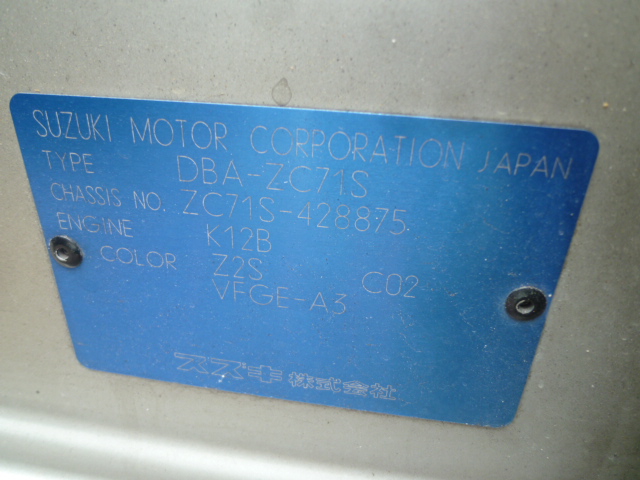 SUZUKI MOTOR CORPORATION JAPAN
TYPE DBA-ZC71S
CHASSIS NO. ZC71S-428875
ENGINE K12B
COLOR Z2S C02
VFGE-A3
スズキ株式会社